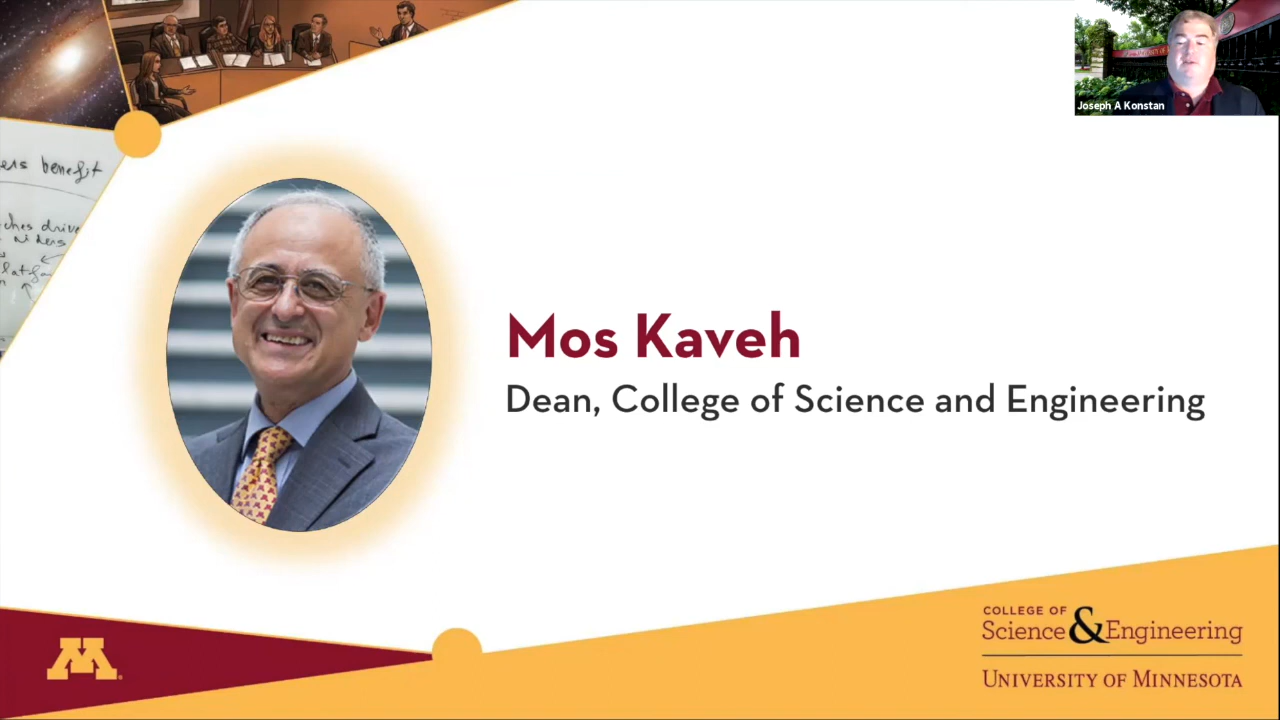 Joseph A Konstan
benefit
Mos Kaveh
Dean, College of Science and Engineering
M
COLLEGE OF
Science & Engineering
UNIVERSITY OF MINNESOTA